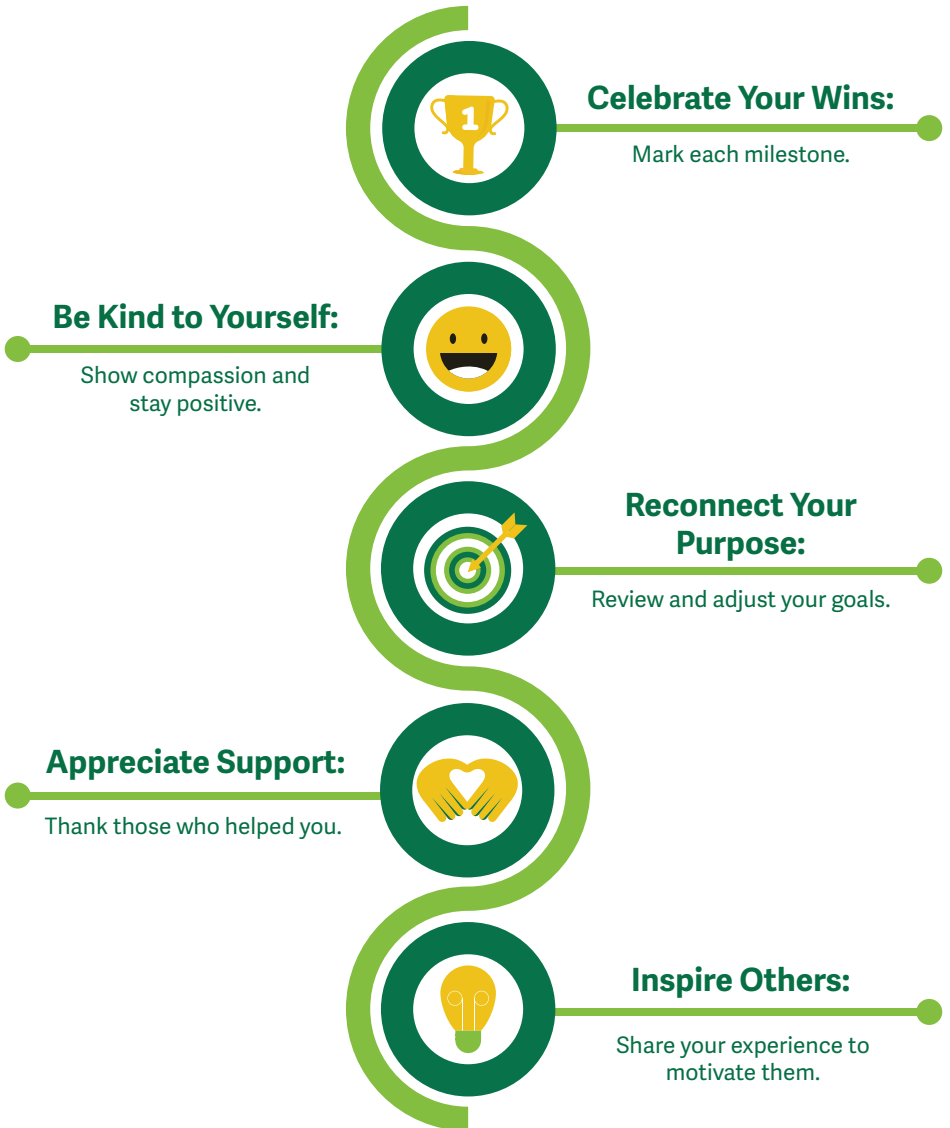 1
Celebrate Your Wins:
Mark each milestone.
Be Kind to Yourself:
Show compassion and
stay positive.
Reconnect Your
Purpose:
Review and adjust your goals.
Appreciate Support:
Thank those who helped you.
Inspire Others:
Share your experience to
motivate them.